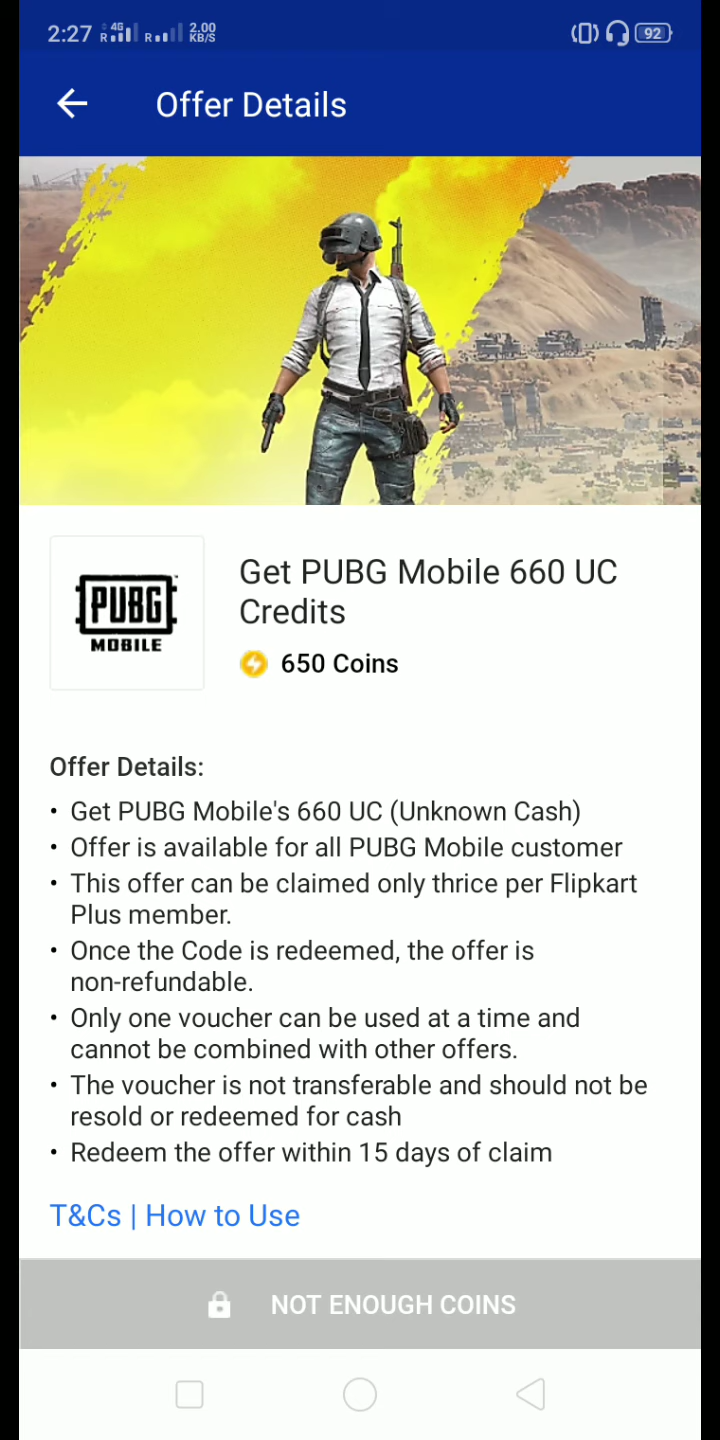 2:27 4G R R 2.00 KB/S 92
Offer Details
PUBG
MOBILE
Get PUBG Mobile 660 UC
Credits
650 Coins
Offer Details:
• Get PUBG Mobile's 660 UC (Unknown Cash)
• Offer is available for all PUBG Mobile customer
• This offer can be claimed only thrice per Flipkart
Plus member.
• Once the Code is redeemed, the offer is
non-refundable.
• Only one voucher can be used at a time and
cannot be combined with other offers.
• The voucher is not transferable and should not be
resold or redeemed for cash
• Redeem the offer within 15 days of claim
T&Cs | How to Use
NOT ENOUGH COINS